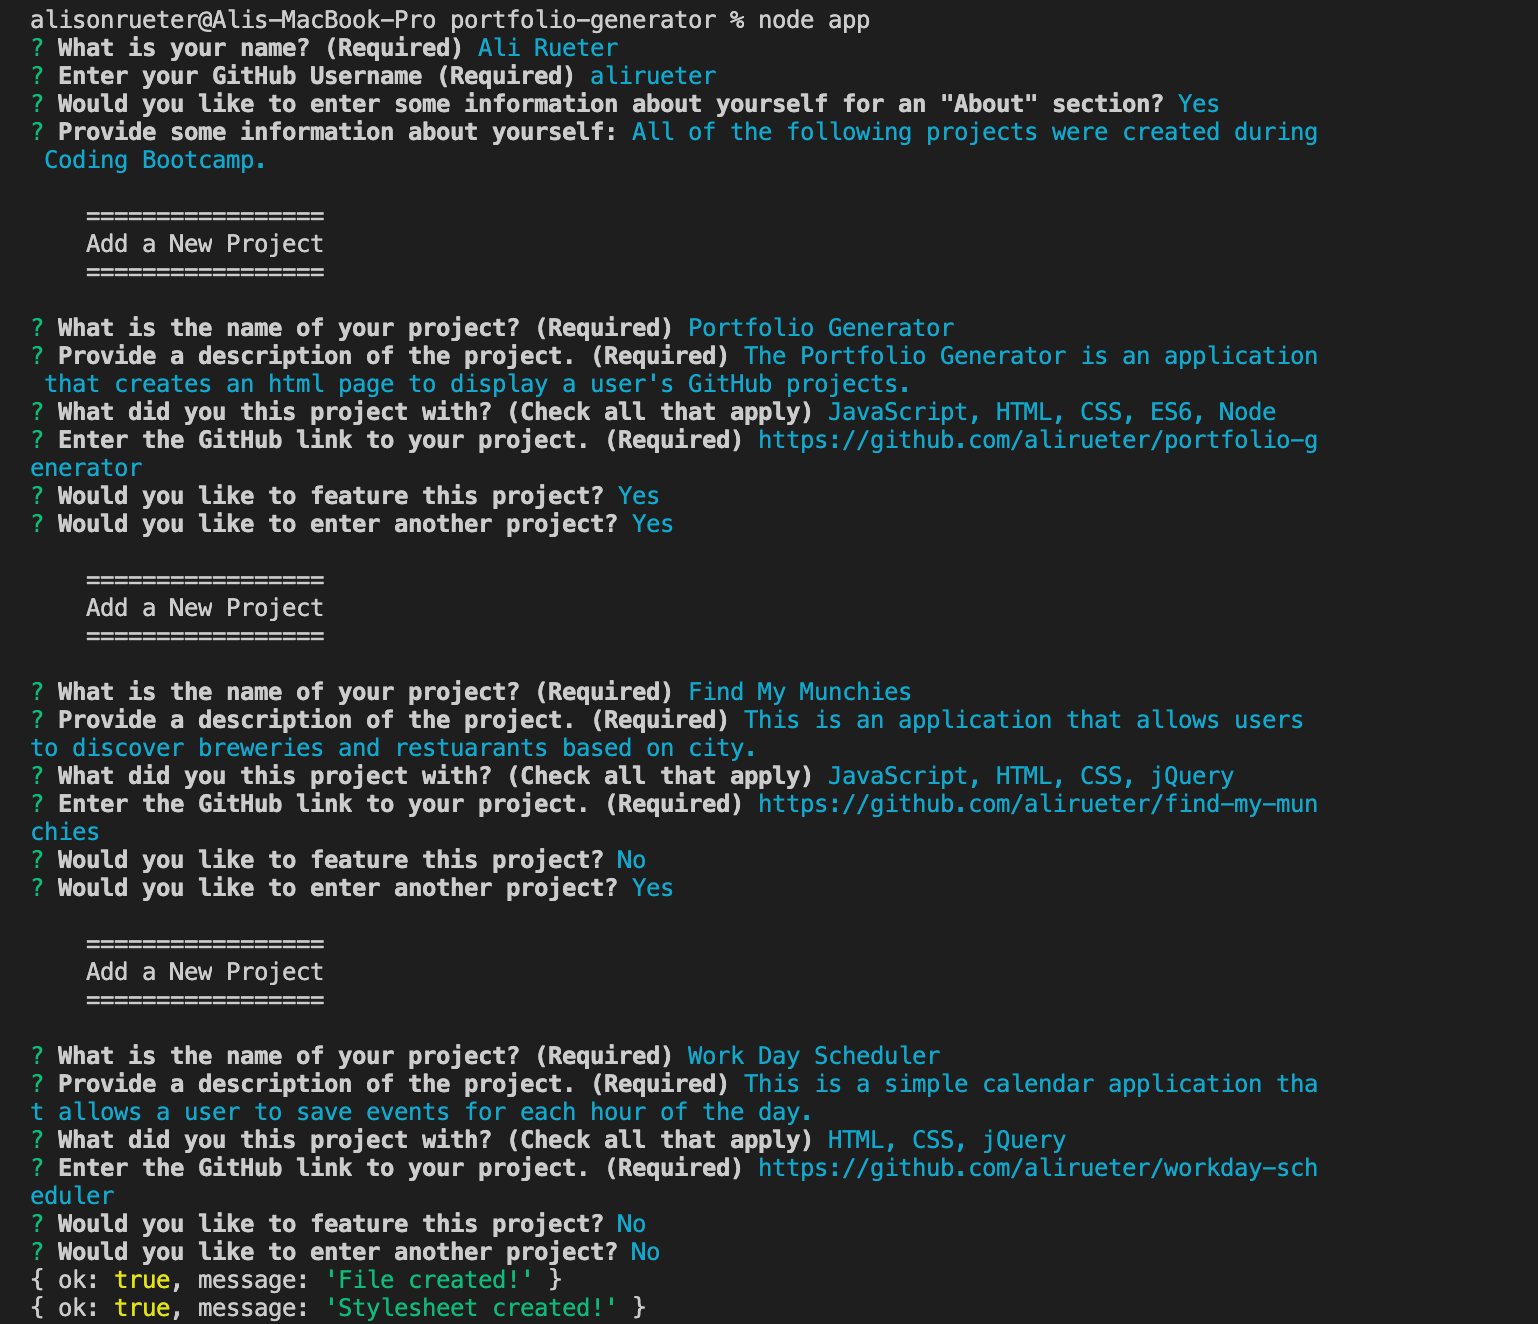 alisonrueter@Alis-MacBook-Pro portfolio-generator % node app
? What is your name? (Required) Ali Rueter
? Enter your GitHub Username (Required) alirueter
? Would you like to enter some information about yourself for an "About" section? Yes
? Provide some information about yourself: All of the following projects were created during
 Coding Bootcamp.
=================
Add a New Project
=================
? What is the name of your project? (Required) Portfolio Generator
? Provide a description of the project. (Required) The Portfolio Generator is an application
 that creates an html page to display a user's GitHub projects.
? What did you this project with? (Check all that apply) JavaScript, HTML, CSS, ES6, Node
? Enter the GitHub link to your project. (Required) https://github.com/alirueter/portfolio-g
enerator
? Would you like to feature this project? Yes
? Would you like to enter another project? Yes
=================
Add a New Project
=================
? What is the name of your project? (Required) Find My Munchies
? Provide a description of the project. (Required) This is an application that allows users
to discover breweries and restuarants based on city.
? What did you this project with? (Check all that apply) JavaScript, HTML, CSS, jQuery
? Enter the GitHub link to your project. (Required) https://github.com/alirueter/find-my-mun
chies
? Would you like to feature this project? No
? Would you like to enter another project? Yes
=================
Add a New Project
=================
? What is the name of your project? (Required) Work Day Scheduler
? Provide a description of the project. (Required) This is a simple calendar application tha
t allows a user to save events for each hour of the day.
? What did you this project with? (Check all that apply) HTML, CSS, jQuery
? Enter the GitHub link to your project. (Required) https://github.com/alirueter/workday-sch
eduler
? Would you like to feature this project? No
? Would you like to enter another project? No
{ ok: true, message: 'File created!' }
{ ok: true, message: 'Stylesheet created!' }